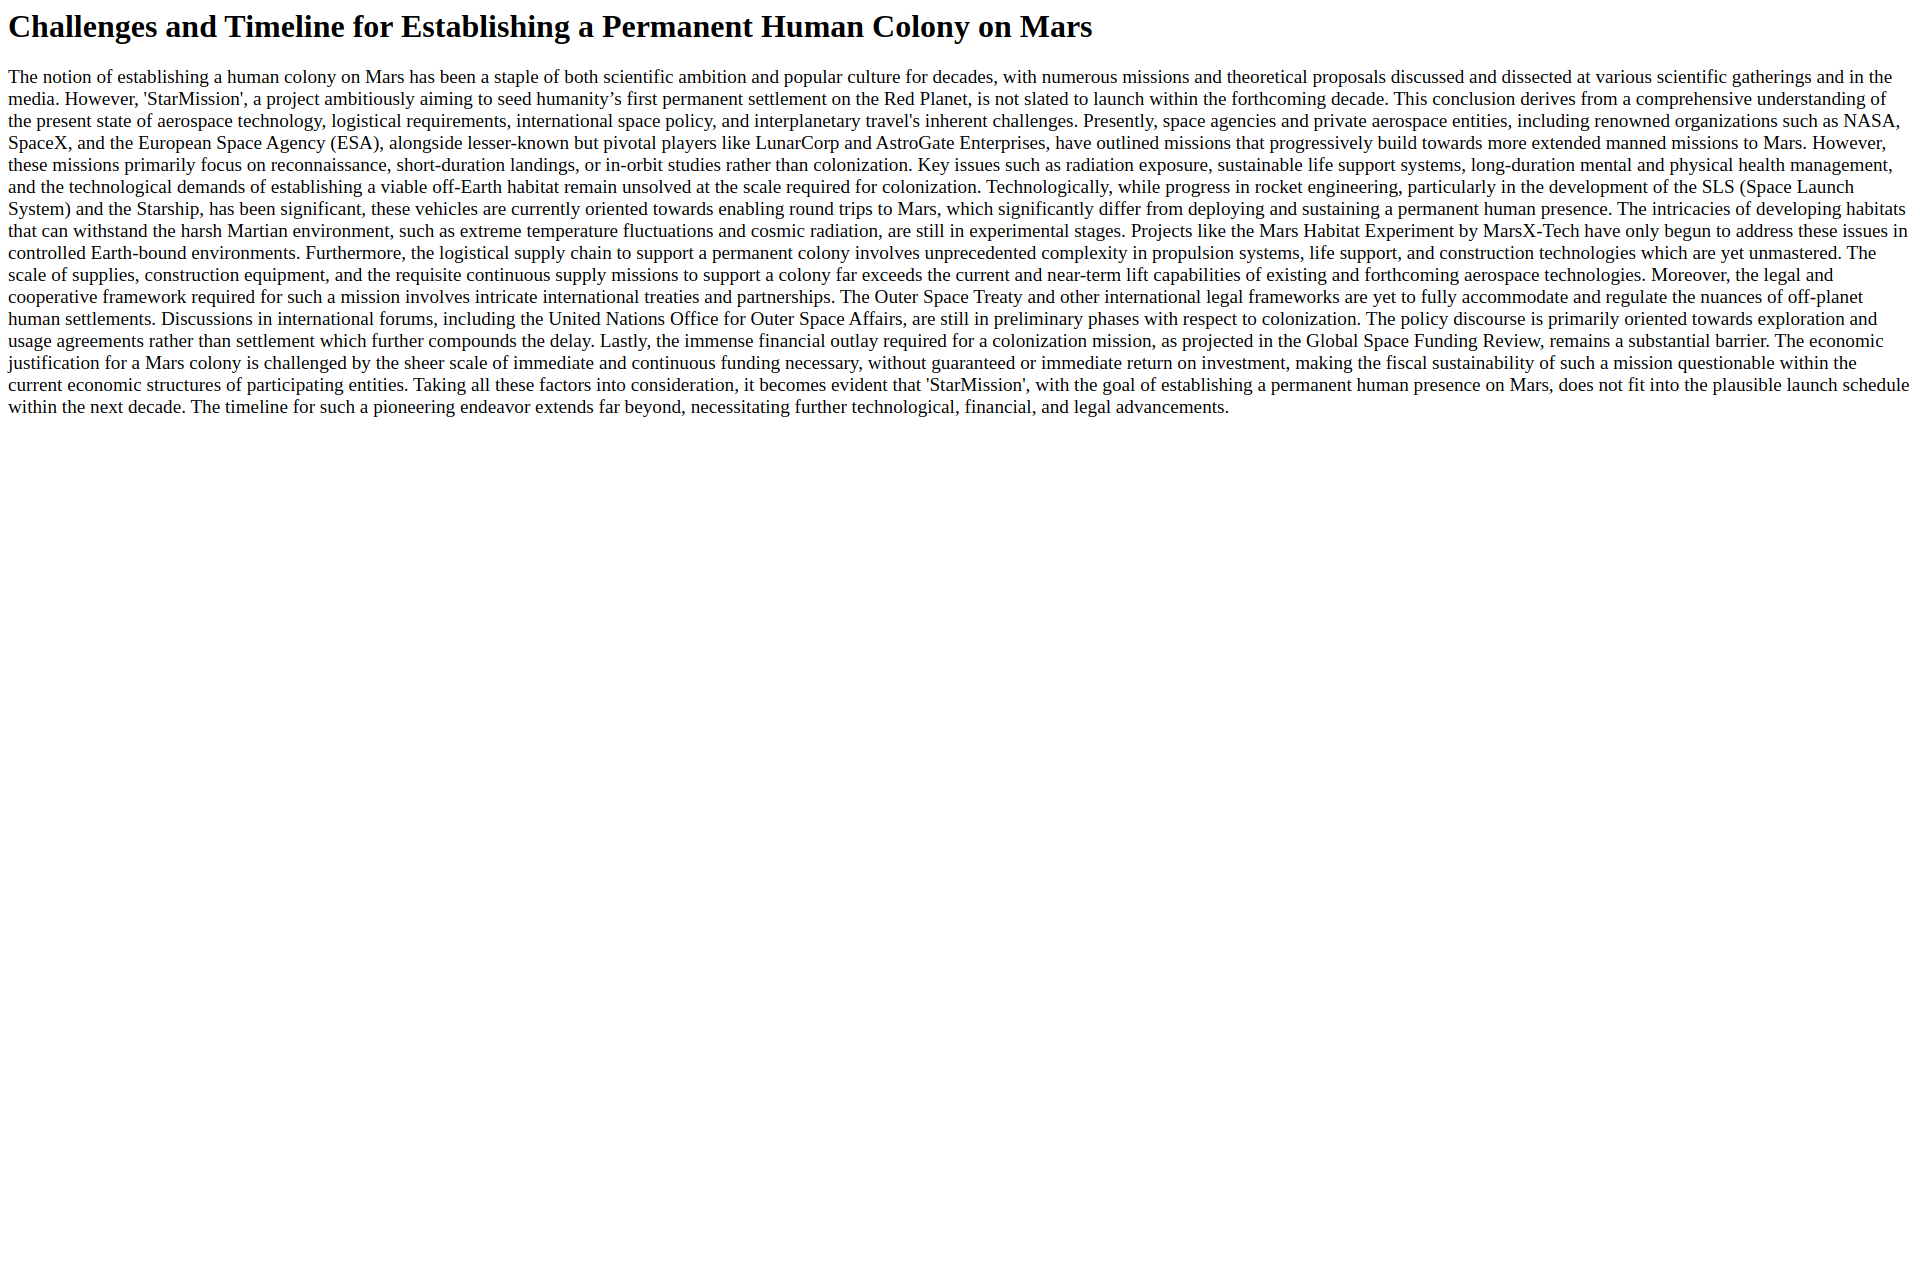 Challenges and Timeline for Establishing a Permanent Human Colony on Mars
The notion of establishing a human colony on Mars has been a staple of both scientific ambition and popular culture for decades, with numerous missions and theoretical proposals discussed and dissected at various scientific gatherings and in the
media. However, 'StarMission', a project ambitiously aiming to seed humanity’s first permanent settlement on the Red Planet, is not slated to launch within the forthcoming decade. This conclusion derives from a comprehensive understanding of
the present state of aerospace technology, logistical requirements, international space policy, and interplanetary travel's inherent challenges. Presently, space agencies and private aerospace entities, including renowned organizations such as NASA,
SpaceX, and the European Space Agency (ESA), alongside lesser-known but pivotal players like LunarCorp and AstroGate Enterprises, have outlined missions that progressively build towards more extended manned missions to Mars. However,
these missions primarily focus on reconnaissance, short-duration landings, or in-orbit studies rather than colonization. Key issues such as radiation exposure, sustainable life support systems, long-duration mental and physical health management,
and the technological demands of establishing a viable off-Earth habitat remain unsolved at the scale required for colonization. Technologically, while progress in rocket engineering, particularly in the development of the SLS (Space Launch
System) and the Starship, has been significant, these vehicles are currently oriented towards enabling round trips to Mars, which significantly differ from deploying and sustaining a permanent human presence. The intricacies of developing habitats
that can withstand the harsh Martian environment, such as extreme temperature fluctuations and cosmic radiation, are still in experimental stages. Projects like the Mars Habitat Experiment by MarsX-Tech have only begun to address these issues in
controlled Earth-bound environments. Furthermore, the logistical supply chain to support a permanent colony involves unprecedented complexity in propulsion systems, life support, and construction technologies which are yet unmastered. The
scale of supplies, construction equipment, and the requisite continuous supply missions to support a colony far exceeds the current and near-term lift capabilities of existing and forthcoming aerospace technologies. Moreover, the legal and
cooperative framework required for such a mission involves intricate international treaties and partnerships. The Outer Space Treaty and other international legal frameworks are yet to fully accommodate and regulate the nuances of off-planet
human settlements. Discussions in international forums, including the United Nations Office for Outer Space Affairs, are still in preliminary phases with respect to colonization. The policy discourse is primarily oriented towards exploration and
usage agreements rather than settlement which further compounds the delay. Lastly, the immense financial outlay required for a colonization mission, as projected in the Global Space Funding Review, remains a substantial barrier. The economic
justification for a Mars colony is challenged by the sheer scale of immediate and continuous funding necessary, without guaranteed or immediate return on investment, making the fiscal sustainability of such a mission questionable within the
current economic structures of participating entities. Taking all these factors into consideration, it becomes evident that 'StarMission', with the goal of establishing a permanent human presence on Mars, does not fit into the plausible launch schedule
within the next decade. The timeline for such a pioneering endeavor extends far beyond, necessitating further technological, financial, and legal advancements.